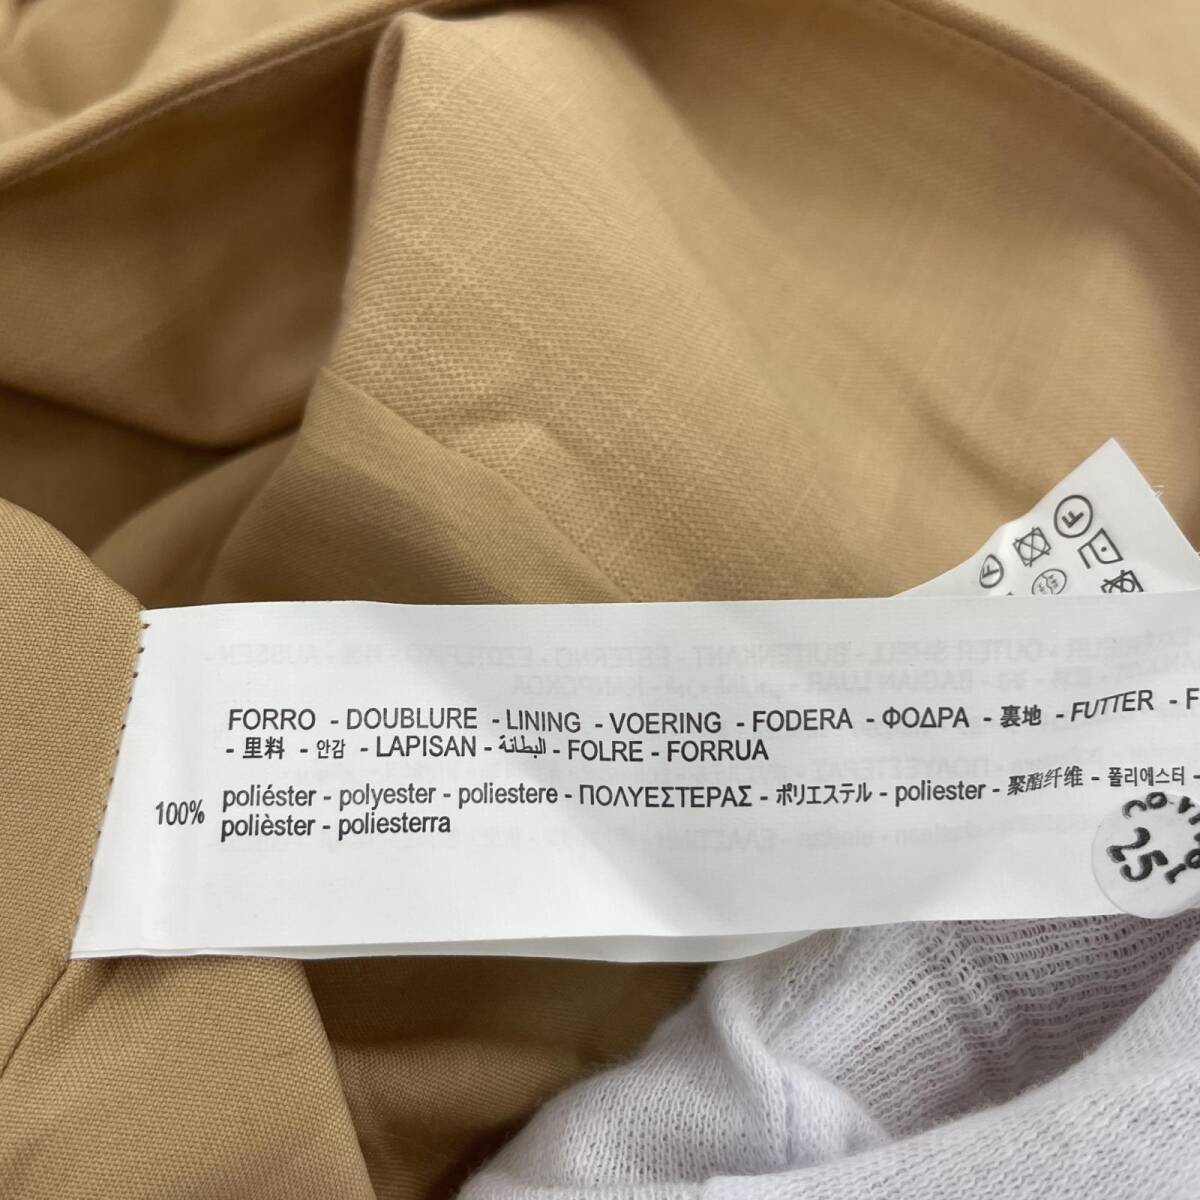 FORRO - DOUBLURE - LINING - VOERING - FODERA - ΦΟΔΡΑ - 裏地 - FUTTER - F
- 里料 - 안감 - LAPISAN - البطانة - FOLRE - FORRUA
100% poliéster - polyester - poliestere - ΠΟΛΥΕΣΤΕΡΑΣ - ポリエステル - poliester - 聚酯纤维 - 폴리에스터 -
polièster - poliesterra
CONTROL
25